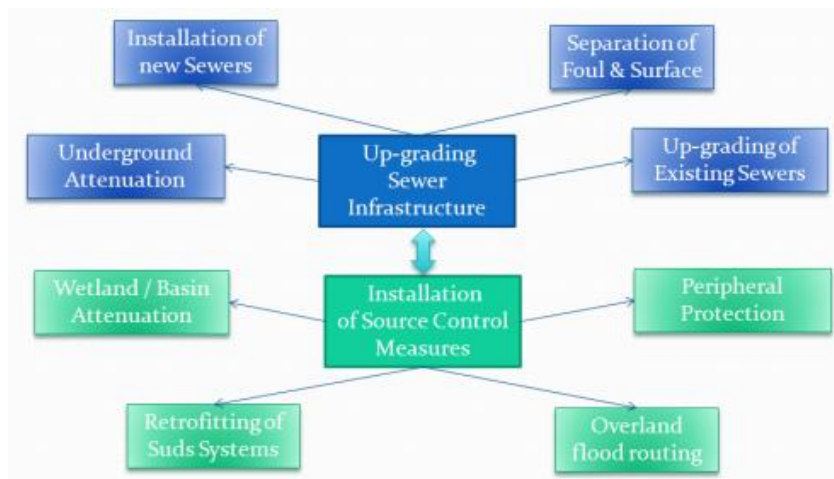 Installation of
new Sewers
Separation of
Foul & Surface
Underground
Attenuation
Up-grading
Sewer
Infrastructure
Up-grading of
Existing Sewers
Wetland / Basin
Attenuation
Installation
of Source Control
Measures
Peripheral
Protection
Retrofitting of
Suds Systems
Overland
flood routing